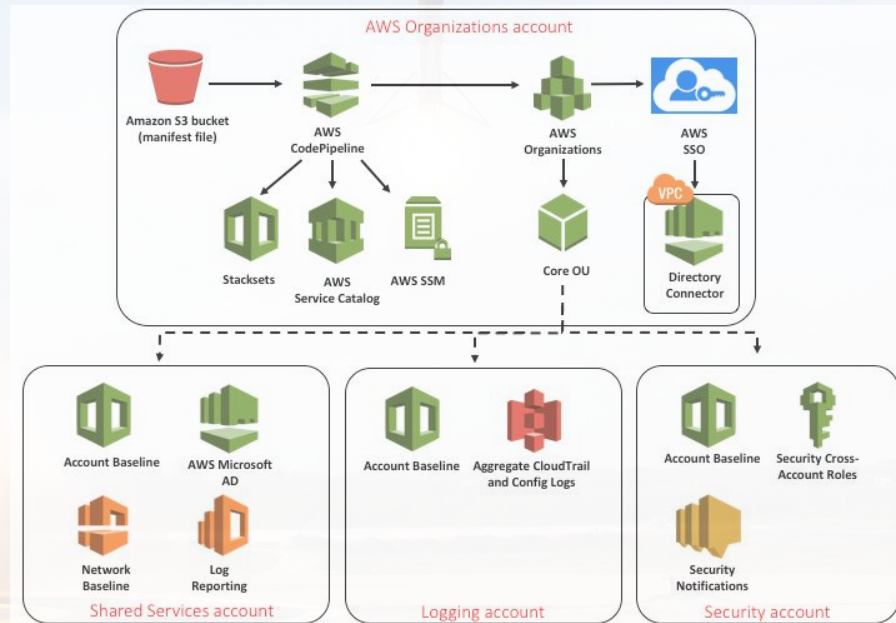 AWS Organizations account
Amazon S3 bucket
(manifest file)
AWS
CodePipeline
AWS
Organizations
AWS
SSO
VPC
Stacksets
AWS
Service Catalog
AWS SSM
Core OU
Directory
Connector
Account Baseline
AWS Microsoft
AD
Network
Baseline
Log
Reporting
Shared Services account
Account Baseline
Aggregate CloudTrail
and Config Logs
Logging account
Account Baseline
Security Cross-
Account Roles
Security
Notifications
Security account